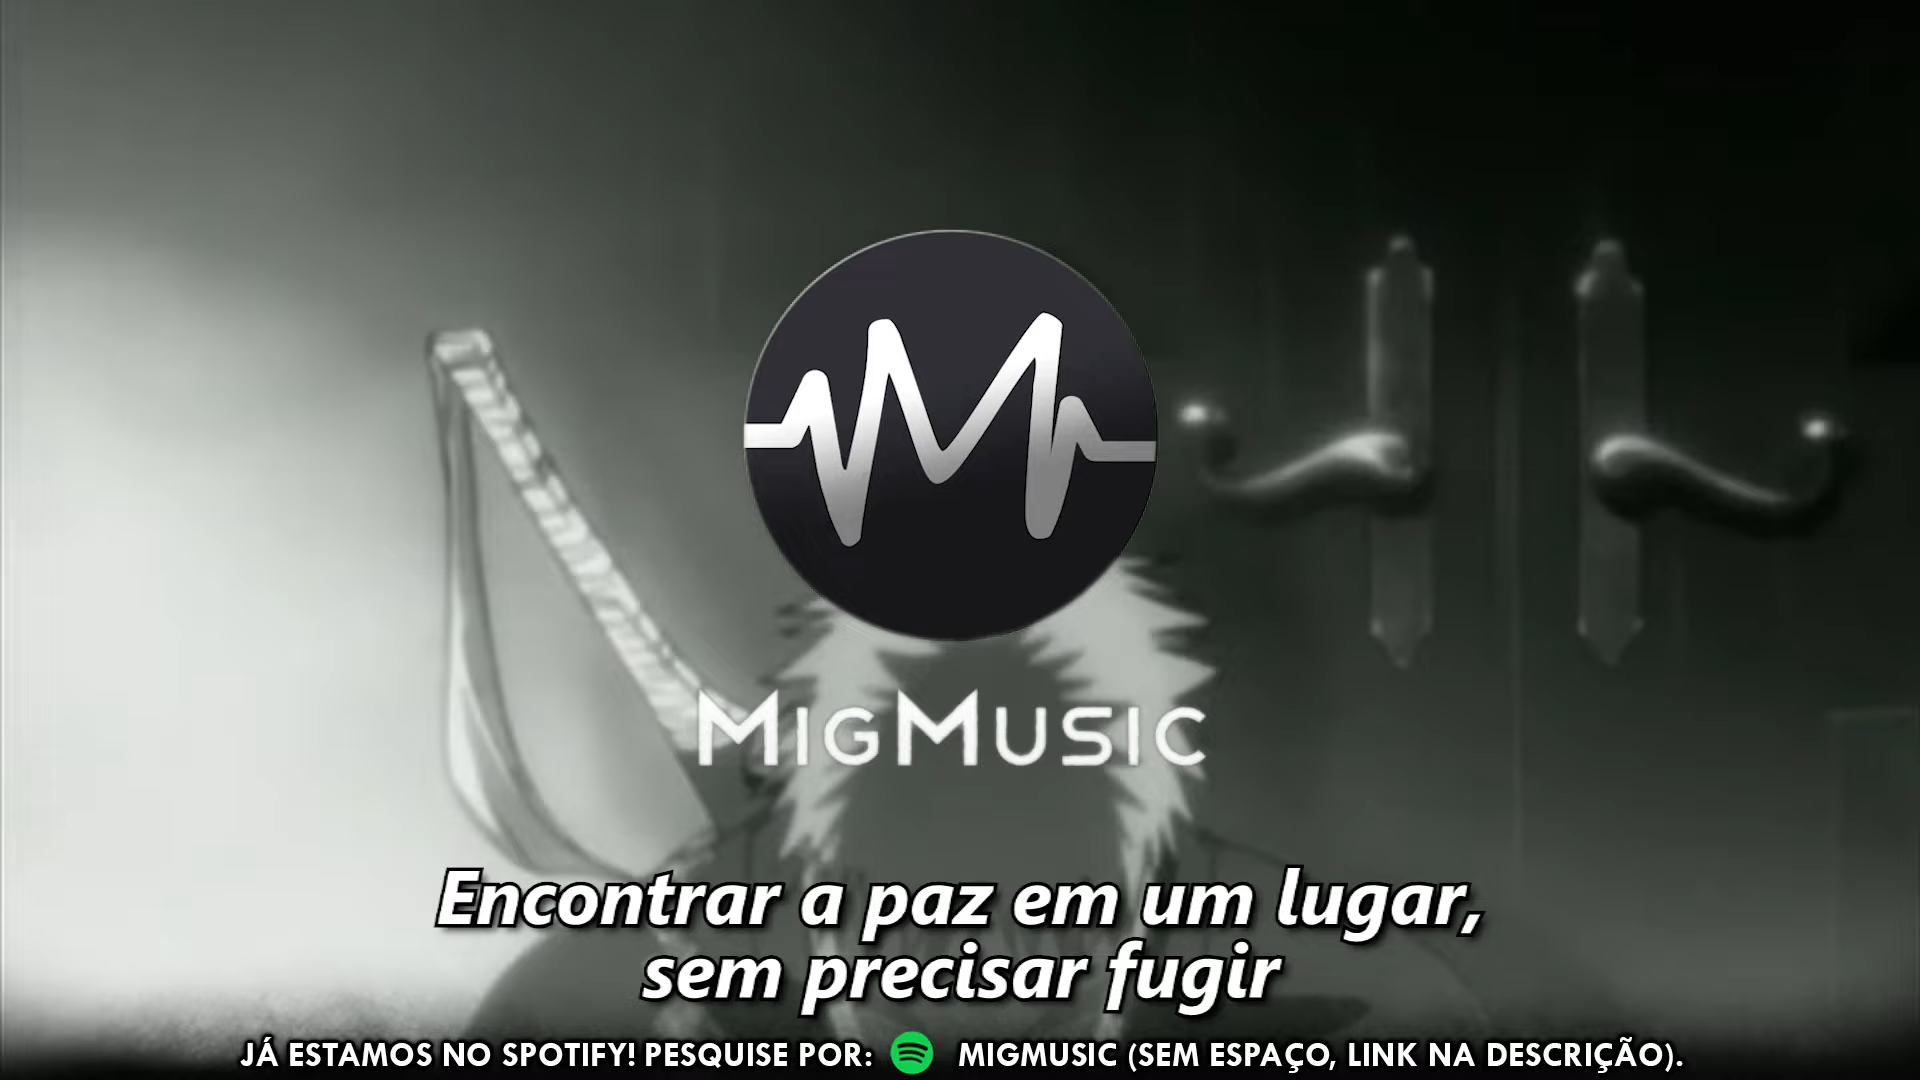 MIGMUSIC
Encontrar a paz em um lugar,
sem precisar fugir
JÁ ESTAMOS NO SPOTIFY! PESQUISE POR: MIGMUSIC (SEM ESPAÇO, LINK NA DESCRIÇÃO).